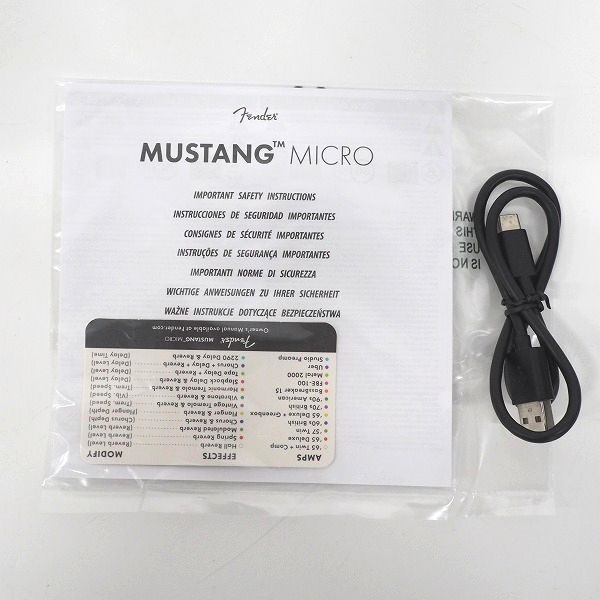 Fender
MUSTANG™ MICRO
IMPORTANT SAFETY INSTRUCTIONS
INSTRUCCIONES DE SEGURIDAD IMPORTANTES
CONSIGNES DE SÉCURITÉ IMPORTANTES
INSTRUÇÕES DE SEGURANÇA IMPORTANTES
IMPORTANTI NORME DI SICUREZZA
WICHTIGE ANWEISUNGEN ZU IHRER SICHERHEIT
WAŻNE INSTRUKCJE DOTYCZĄCE BEZPIECZEŃSTWA
AMPS EFFECTS MODIFY
'65 Twin + Comp Hall Reverb (Reverb Level)
'65 Deluxe Spring Reverb (Reverb Level)
'57 Twin Modulated Reverb (Reverb Level)
'60s British Chorus & Reverb (Chorus Depth)
'65 Deluxe + Greenbox Flanger & Reverb (Flanger Depth)
'70s British Vintage Tremolo & Reverb (Trem. Speed)
'90s American Vibratone & Reverb (Vib. Speed)
BassBreaker 15 Harmonic Tremolo & Reverb (Trem. Speed)
FBE-100 Slapback Delay & Reverb (Delay Level)
Metal 2000 Tape Delay + Reverb (Delay Level)
Uber Chorus + Delay + Reverb (Delay Level)
Studio Preamp 2290 Delay & Reverb (Delay Time)
Fender MUSTANG MICRO
Owner's Manual available at Fender.com
THIS
USE
IS NO